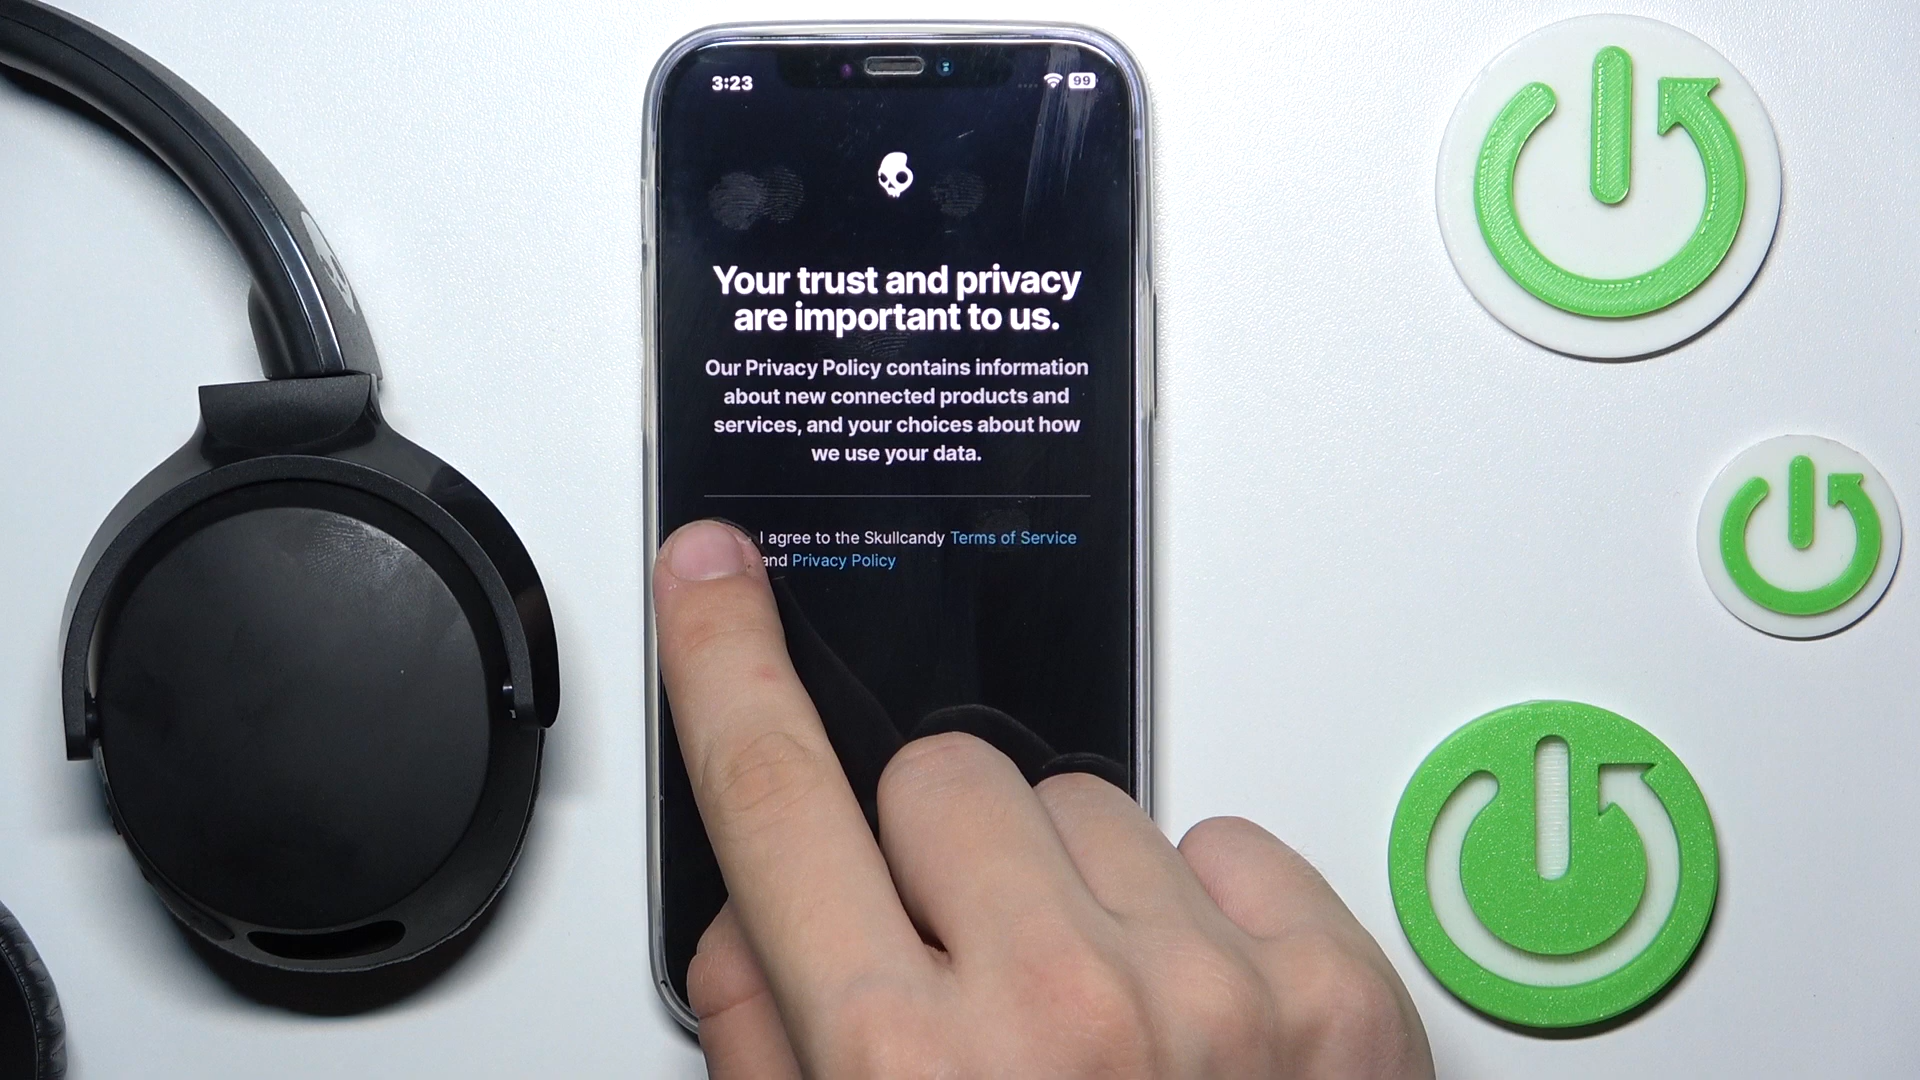 3:23
99
Your trust and privacy
are important to us.
Our Privacy Policy contains information
about new connected products and
services, and your choices about how
we use your data.
I agree to the Skullcandy Terms of Service
and Privacy Policy